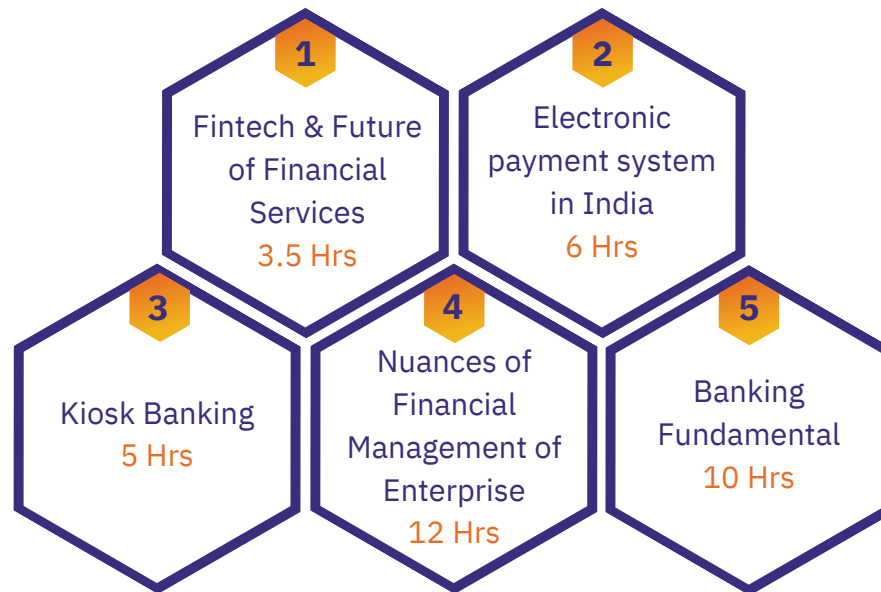 1
Fintech & Future
of Financial
Services
3.5 Hrs
2
Electronic
payment system
in India
6 Hrs
3
Kiosk Banking
5 Hrs
4
Nuances of
Financial
Management of
Enterprise
12 Hrs
5
Banking
Fundamental
10 Hrs